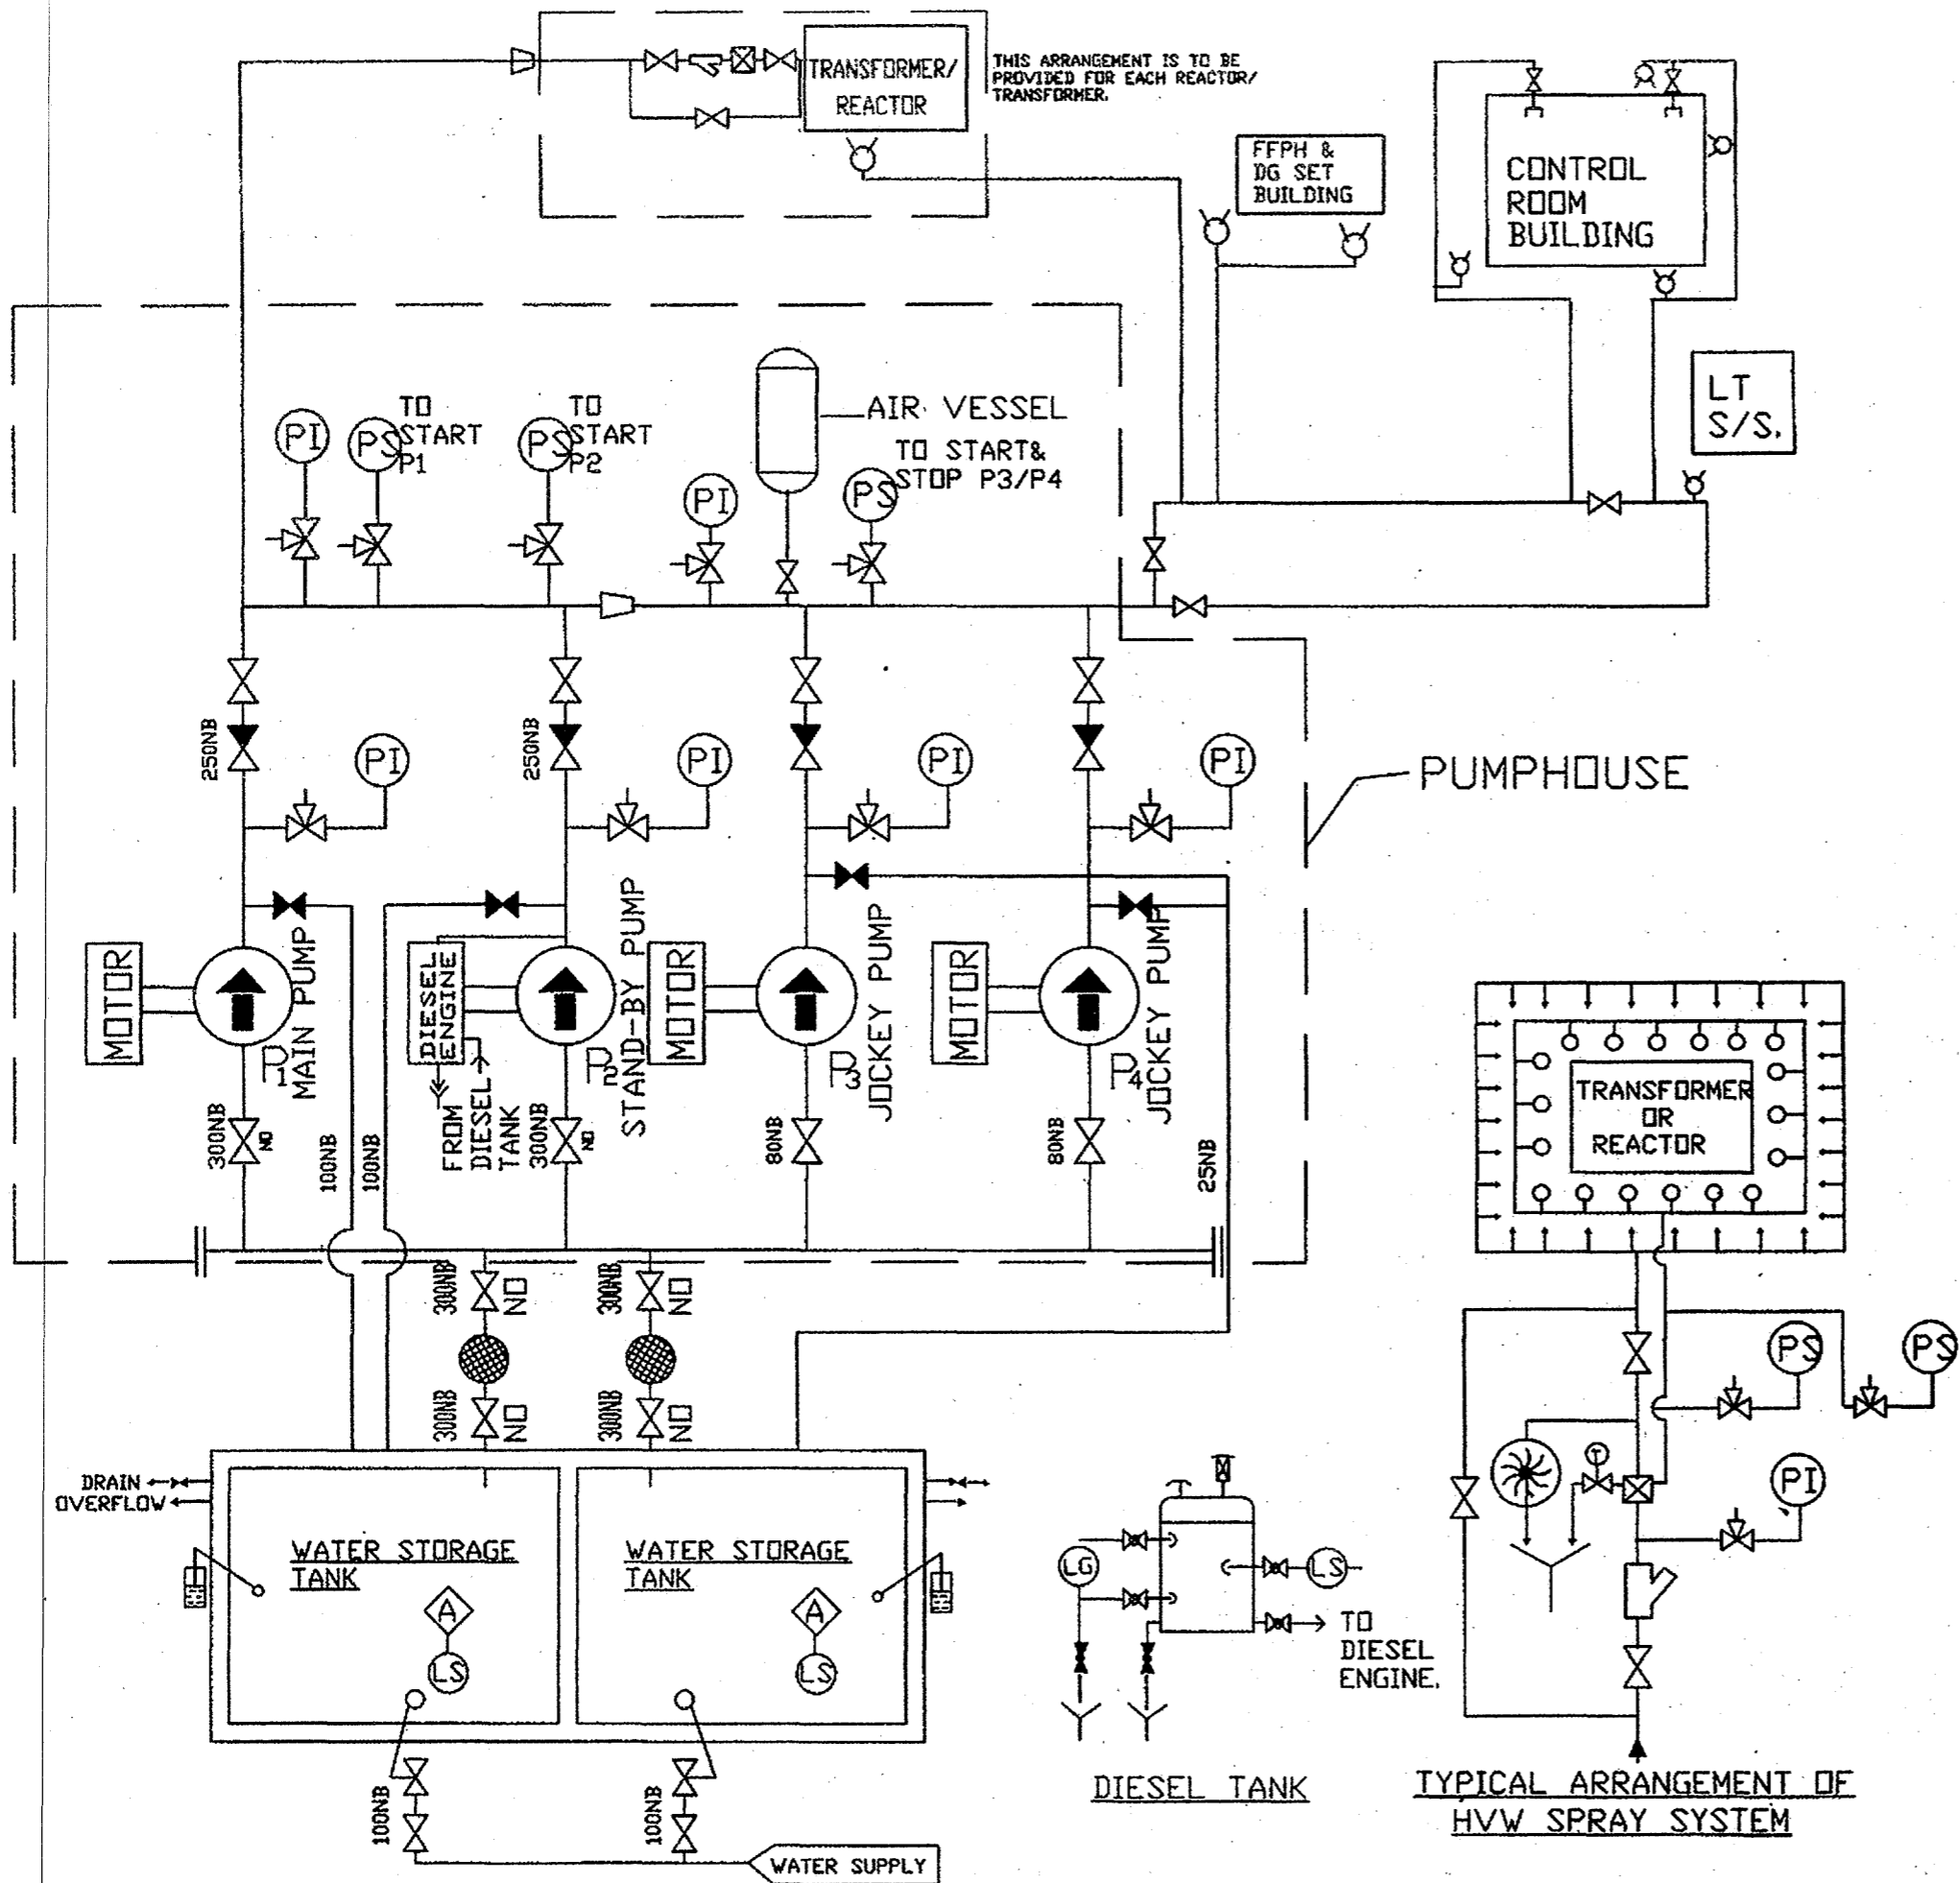 TRANSFORMER/
REACTOR
THIS ARRANGEMENT IS TO BE
PROVIDED FOR EACH REACTOR/
TRANSFORMER.
FFPH &
DG SET
BUILDING
CONTROL
ROOM
BUILDING
LT
S/S.
PI
PS
TO
START
P1
PS
TO
START
P2
PI
AIR VESSEL
PS
TO START&
STOP P3/P4
250NB
PI
250NB
PI
PI
PI
PUMPHOUSE
MOTOR
P1
MAIN PUMP
DIESEL
ENGINE
P2
STAND-BY PUMP
MOTOR
P3
JOCKEY PUMP
MOTOR
P4
JOCKEY PUMP
300NB
NO
100NB
100NB
FROM
DIESEL
TANK
300NB
NO
80NB
80NB
25NB
300NB
NO
300NB
NO
300NB
NO
300NB
NO
DRAIN
OVERFLOW
WATER STORAGE
TANK
A
LS
WATER STORAGE
TANK
A
LS
100NB
100NB
WATER SUPPLY
LG
LS
TO
DIESEL
ENGINE.
DIESEL TANK
TRANSFORMER
OR
REACTOR
PS
PS
T
PI
TYPICAL ARRANGEMENT OF
HVW SPRAY SYSTEM